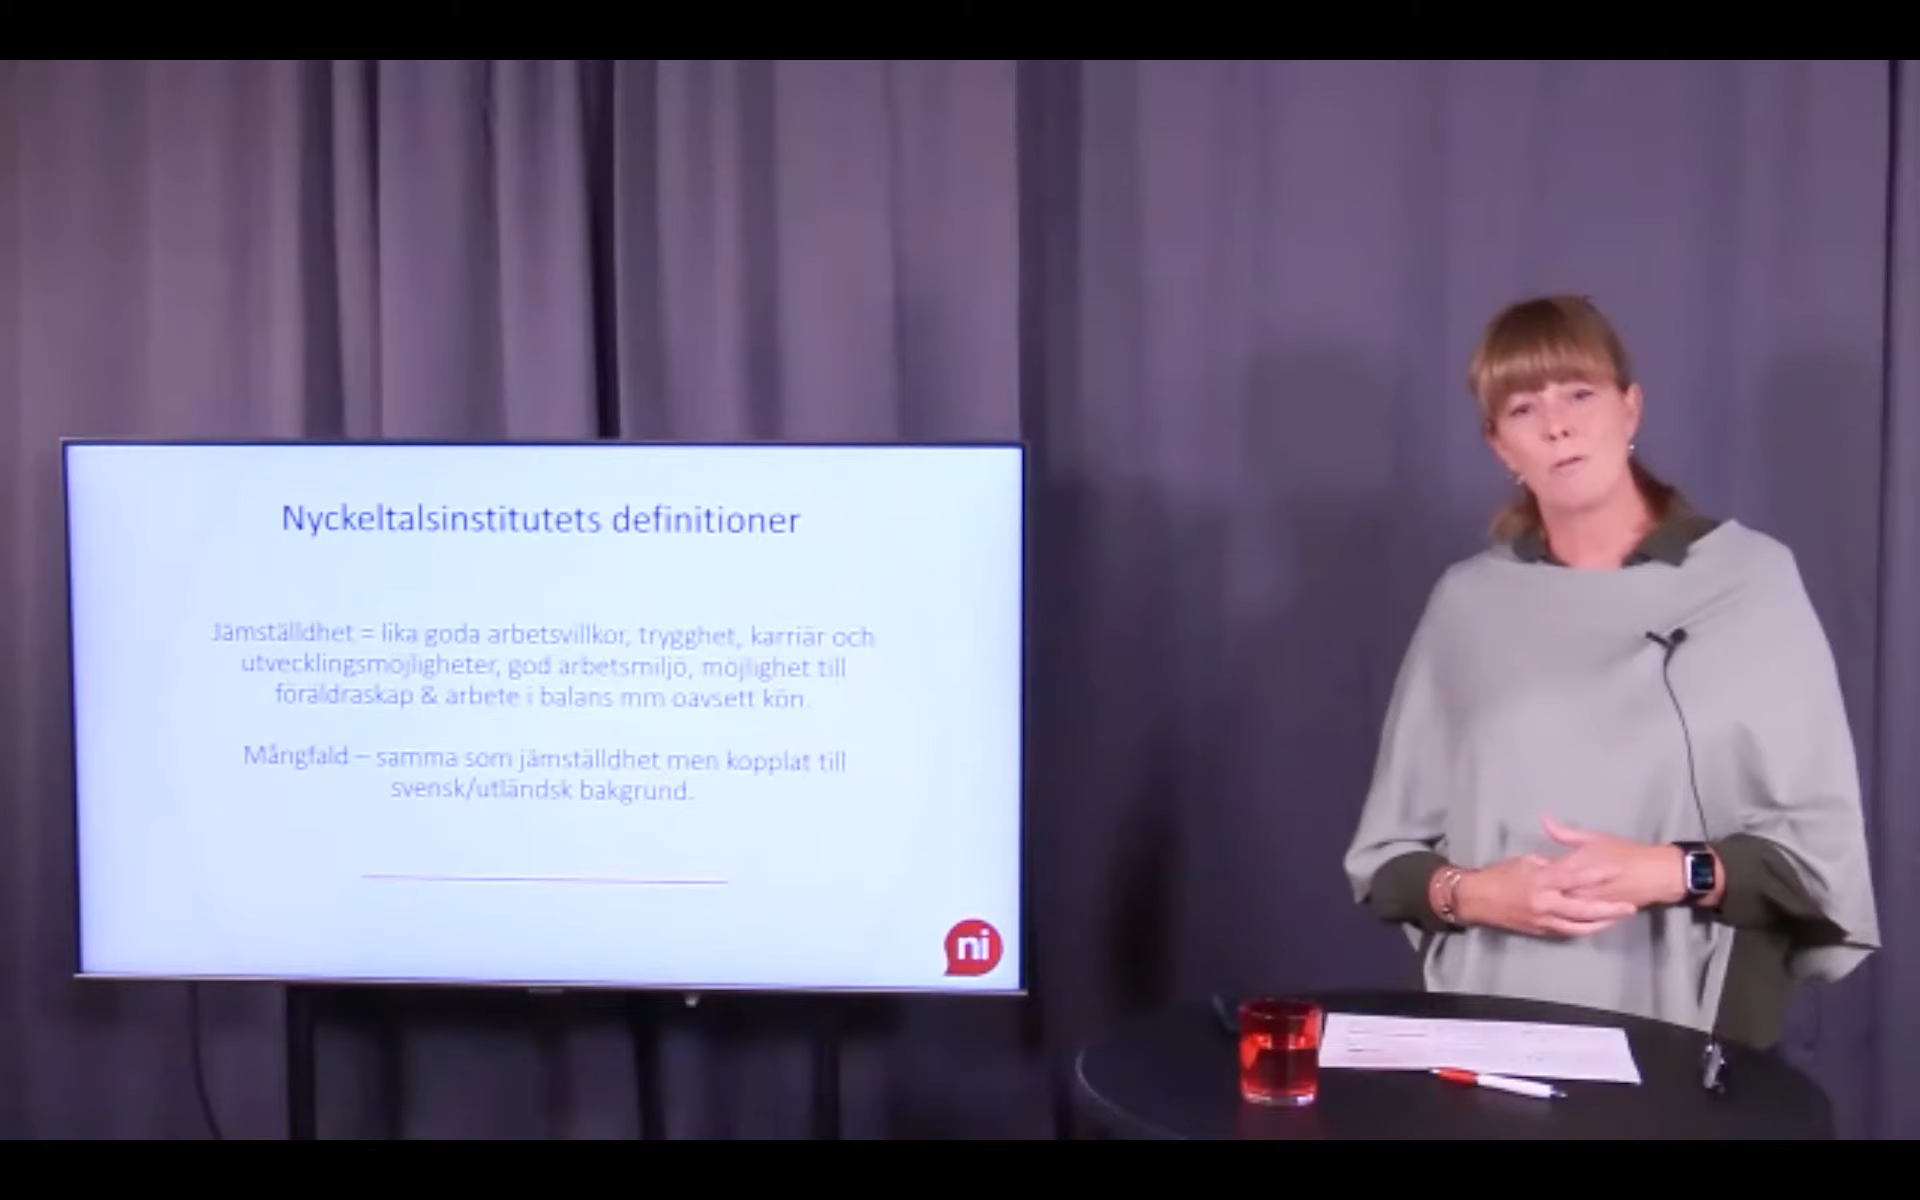 Nyckeltalsinstitutets definitioner
Jämställdhet = lika goda arbetsvillkor, trygghet, karriär och
utvecklingsmöjligheter, god arbetsmiljö, möjlighet till
föräldraskap & arbete i balans mm oavsett kön.
Mångfald – samma som jämställdhet men kopplat till
svensk/utländsk bakgrund.
ni